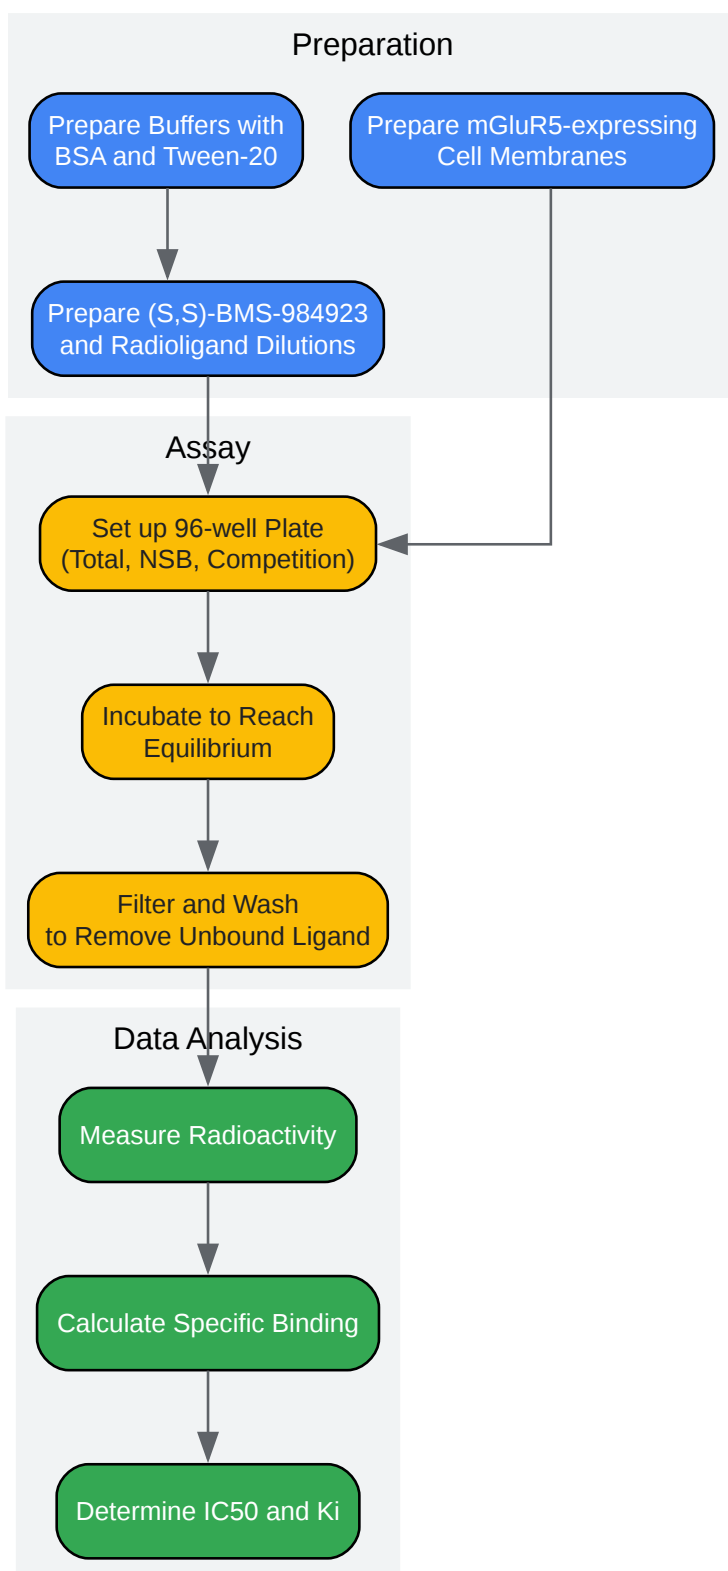 Preparation
Prepare Buffers with
BSA and Tween-20
Prepare mGluR5-expressing
Cell Membranes
Prepare (S,S)-BMS-984923
and Radioligand Dilutions
Assay
Set up 96-well Plate
(Total, NSB, Competition)
Incubate to Reach
Equilibrium
Filter and Wash
to Remove Unbound Ligand
Data Analysis
Measure Radioactivity
Calculate Specific Binding
Determine IC50 and Ki